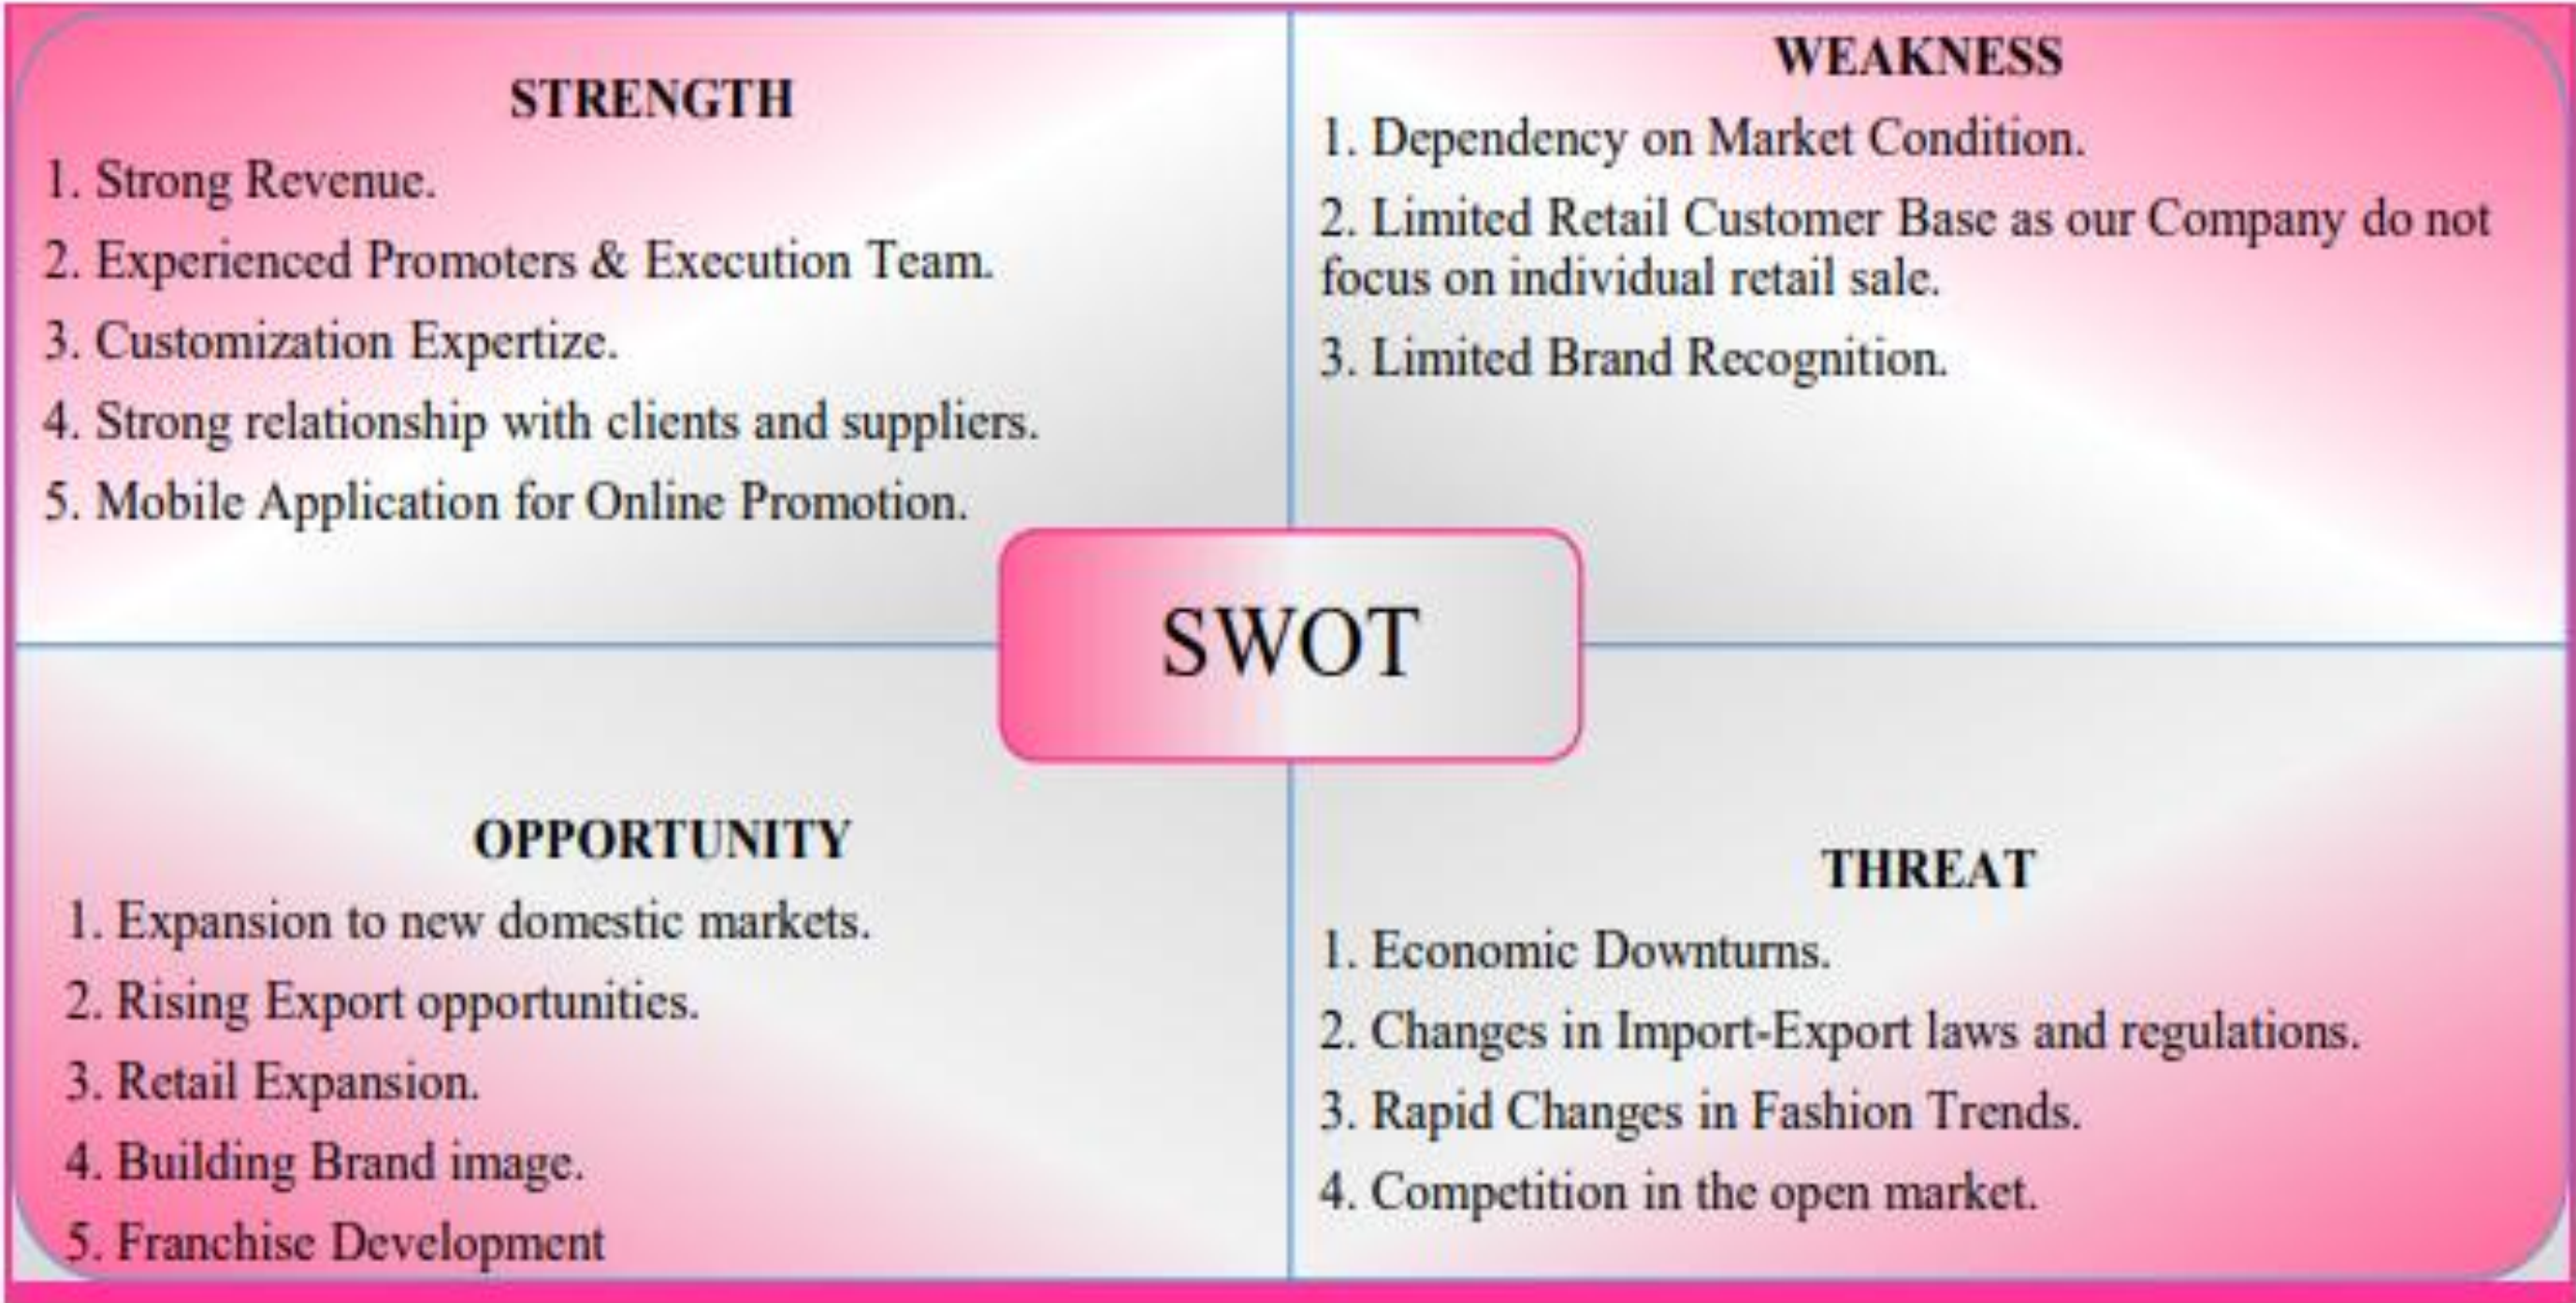 STRENGTH
1. Strong Revenue.
2. Experienced Promoters & Execution Team.
3. Customization Expertize.
4. Strong relationship with clients and suppliers.
5. Mobile Application for Online Promotion.
WEAKNESS
1. Dependency on Market Condition.
2. Limited Retail Customer Base as our Company do not
focus on individual retail sale.
3. Limited Brand Recognition.
SWOT
OPPORTUNITY
1. Expansion to new domestic markets.
2. Rising Export opportunities.
3. Retail Expansion.
4. Building Brand image.
5. Franchise Development
THREAT
1. Economic Downturns.
2. Changes in Import-Export laws and regulations.
3. Rapid Changes in Fashion Trends.
4. Competition in the open market.